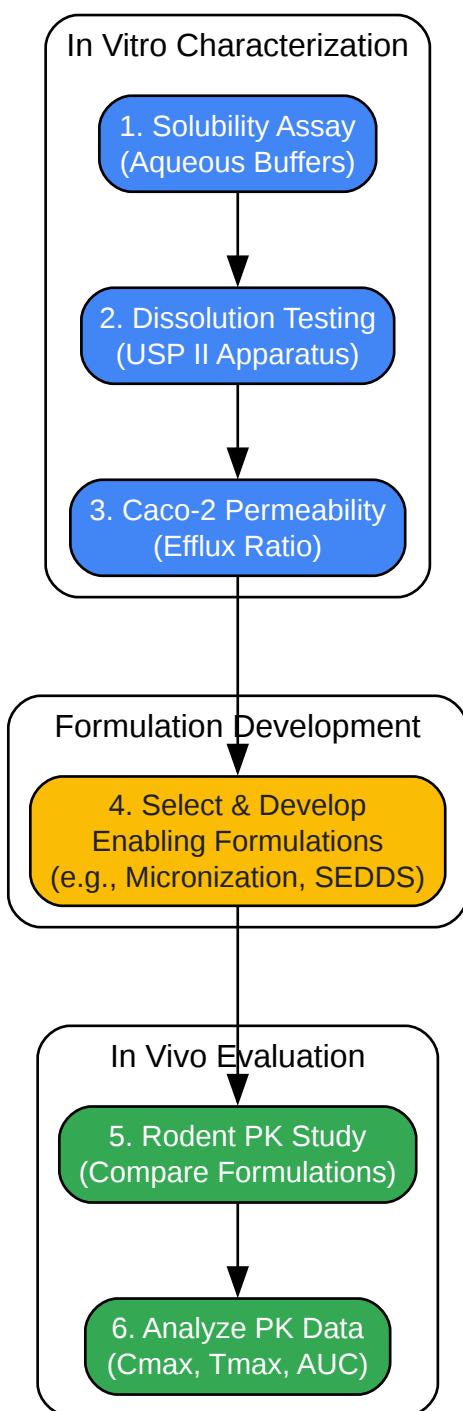 In Vitro Characterization
1. Solubility Assay
(Aqueous Buffers)
2. Dissolution Testing
(USP II Apparatus)
3. Caco-2 Permeability
(Efflux Ratio)
Formulation Development
4. Select & Develop
Enabling Formulations
(e.g., Micronization, SEDDS)
In Vivo Evaluation
5. Rodent PK Study
(Compare Formulations)
6. Analyze PK Data
(Cmax, Tmax, AUC)